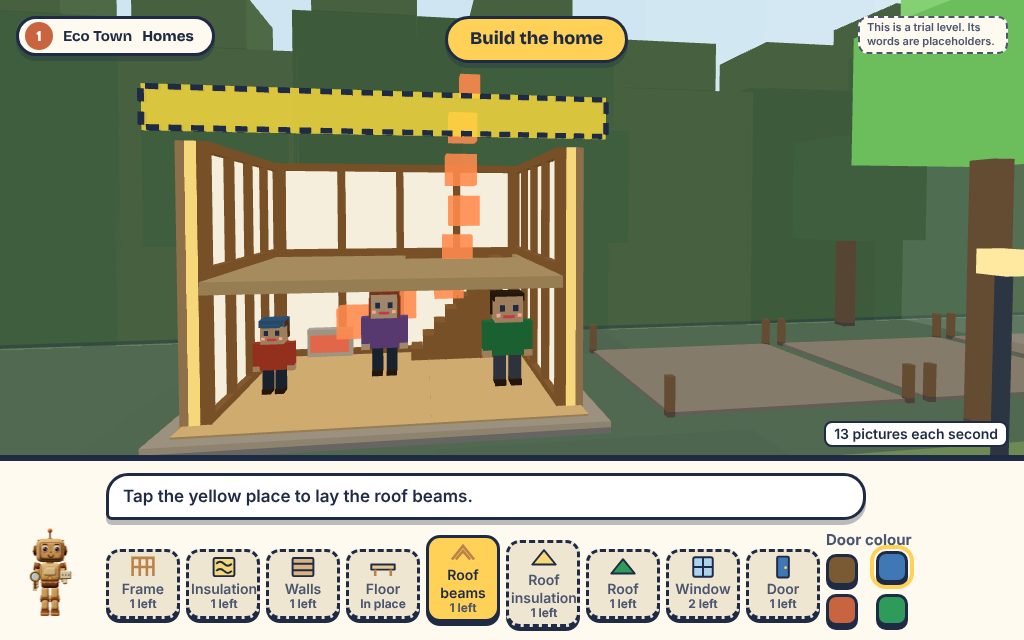 1 Eco Town Homes
Build the home
This is a trial level. Its
words are placeholders.
13 pictures each second
Tap the yellow place to lay the roof beams.
Door colour
Frame
1 left
Insulation
1 left
Walls
1 left
Floor
In place
Roof
beams
1 left
Roof
insulation
1 left
Roof
1 left
Window
2 left
Door
1 left